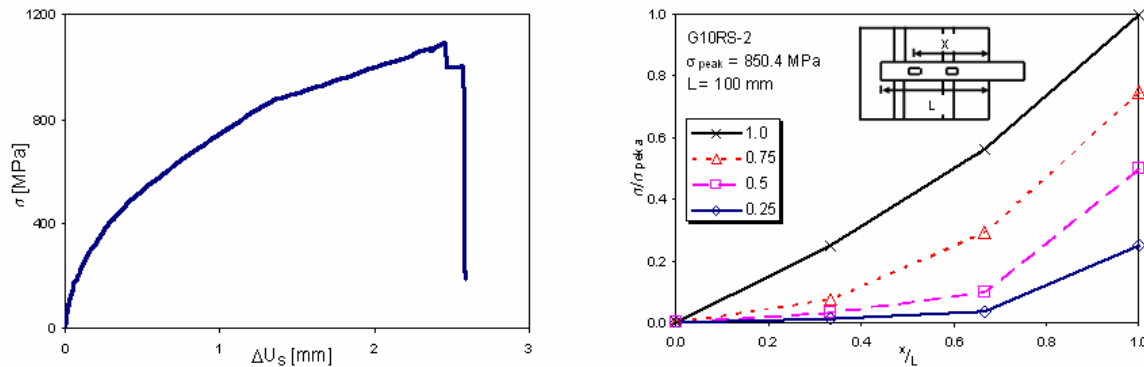 1200
800
400
0
σ [MPa]
0
1
2
3
ΔU_S [mm]
1.0
0.8
0.6
0.4
0.2
0.0
σ/σ peak a
G10RS-2
σ peak = 850.4 MPa
L= 100 mm
X
L
1.0
0.75
0.5
0.25
0.0
0.2
0.4
0.6
0.8
1.0
x/L